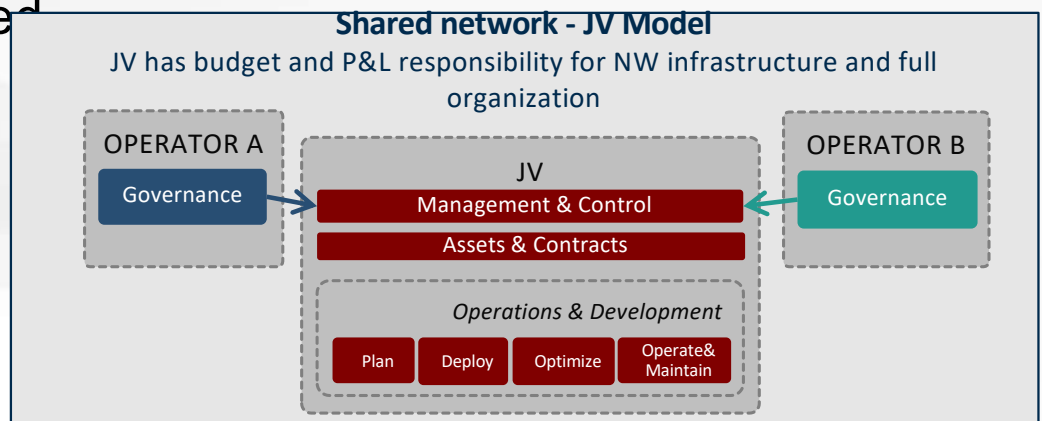 ed
Shared network - JV Model
JV has budget and P&L responsibility for NW infrastructure and full
organization
OPERATOR A
Governance
JV
Management & Control
Assets & Contracts
Operations & Development
Plan
Deploy
Optimize
Operate&
Maintain
OPERATOR B
Governance